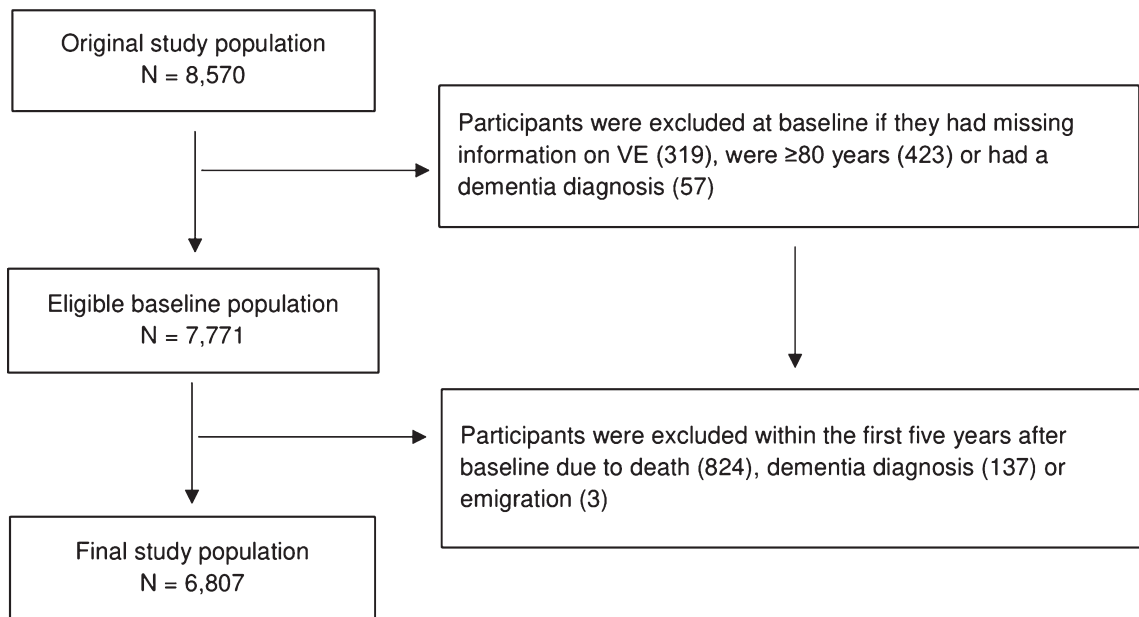 Original study population
N = 8,570
Participants were excluded at baseline if they had missing
information on VE (319), were ≥80 years (423) or had a
dementia diagnosis (57)
Eligible baseline population
N = 7,771
Participants were excluded within the first five years after
baseline due to death (824), dementia diagnosis (137) or
emigration (3)
Final study population
N = 6,807